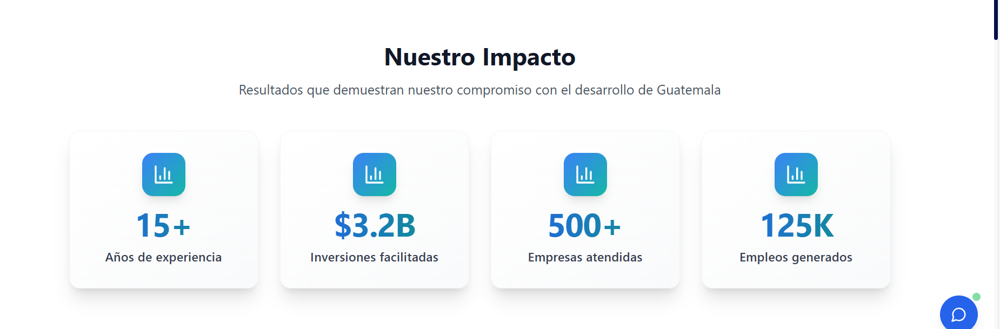 Nuestro Impacto
Resultados que demuestran nuestro compromiso con el desarrollo de Guatemala
15+
Años de experiencia
$3.2B
Inversiones facilitadas
500+
Empresas atendidas
125K
Empleos generados